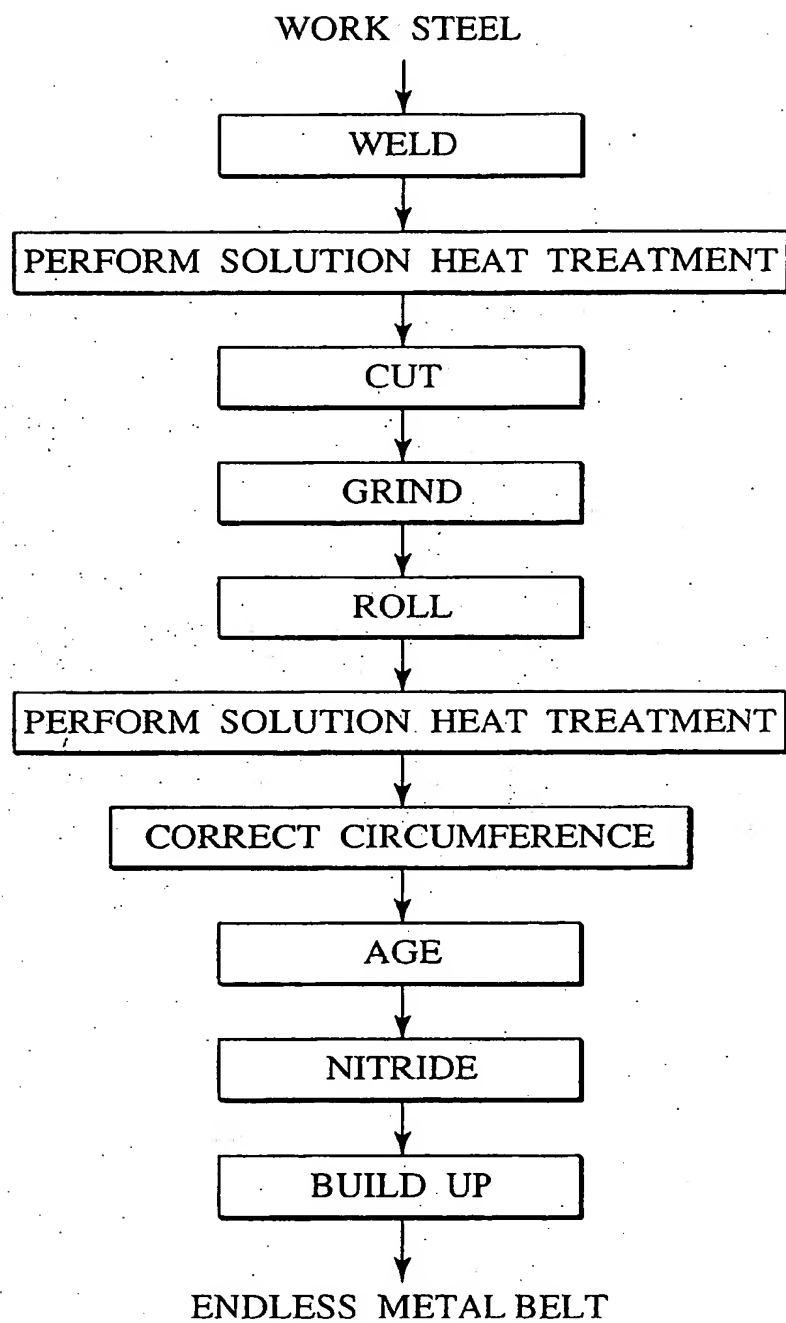 WORK STEEL
WELD
PERFORM SOLUTION HEAT TREATMENT
CUT
GRIND
ROLL
PERFORM SOLUTION HEAT TREATMENT
CORRECT CIRCUMFERENCE
AGE
NITRIDE
BUILD UP
ENDLESS METAL BELT